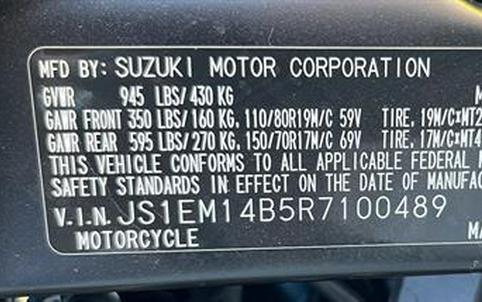 MFD BY: SUZUKI MOTOR CORPORATION
GVWR 945 LBS/430 KG
GAWR FRONT 350 LBS/160 KG, 110/80R19M/C 59V TIRE, 19M/C×MT2
GAWR REAR 595 LBS/270 KG, 150/70R17M/C 69V TIRE, 17M/C×MT4
THIS VEHICLE CONFORMS TO ALL APPLICABLE FEDERAL
SAFETY STANDARDS IN EFFECT ON THE DATE OF MANUFAC
V.I.N. JS1EM14B5R7100489
MOTORCYCLE MA